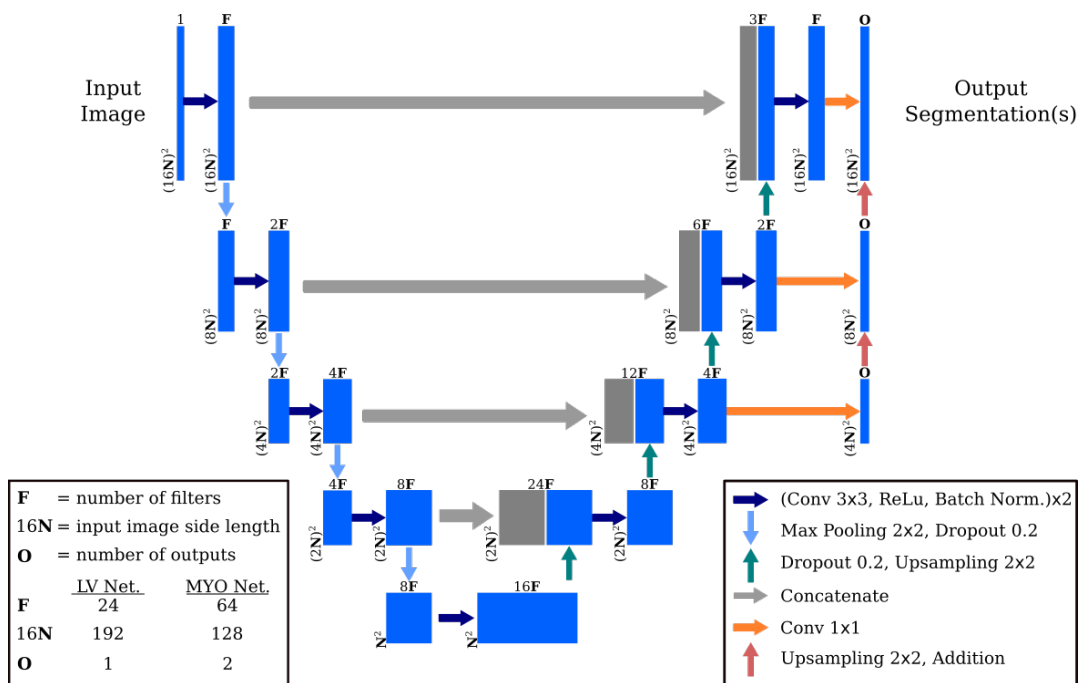 1
F
3F
F
O
Input
Image
Output
Segmentation(s)
(16N)²
(16N)²
(16N)²
(16N)²
(16N)²
F
2F
6F
2F
O
(8N)²
(8N)²
(8N)²
(8N)²
(8N)²
2F
4F
12F
4F
O
(4N)²
(4N)²
(4N)²
(4N)²
(4N)²
4F
8F
24F
8F
(2N)²
(2N)²
(2N)²
(2N)²
8F
16F
N²
N²
F = number of filters
16N = input image side length
O = number of outputs
LV Net. MYO Net.
F 24 64
16N 192 128
O 1 2
(Conv 3x3, ReLu, Batch Norm.)x2
Max Pooling 2x2, Dropout 0.2
Dropout 0.2, Upsampling 2x2
Concatenate
Conv 1x1
Upsampling 2x2, Addition